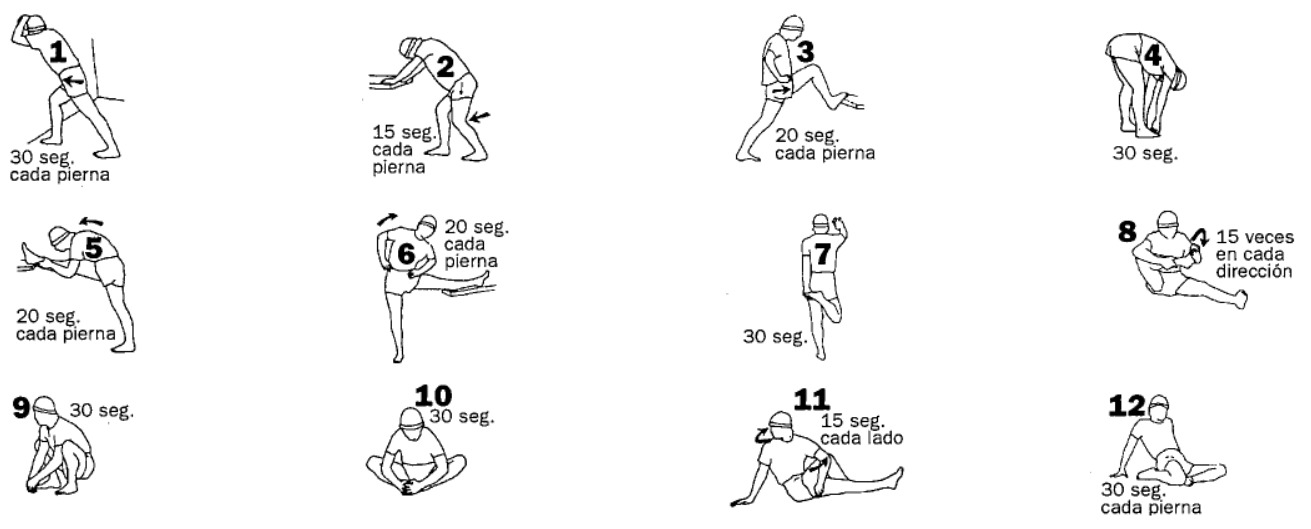 1
30 seg.
cada pierna
2
15 seg.
cada
pierna
3
20 seg.
cada pierna
4
30 seg.
5
20 seg.
cada pierna
6
20 seg.
cada
pierna
7
30 seg.
8
15 veces
en cada
dirección
9
30 seg.
10
30 seg.
11
15 seg.
cada lado
12
30 seg.
cada pierna